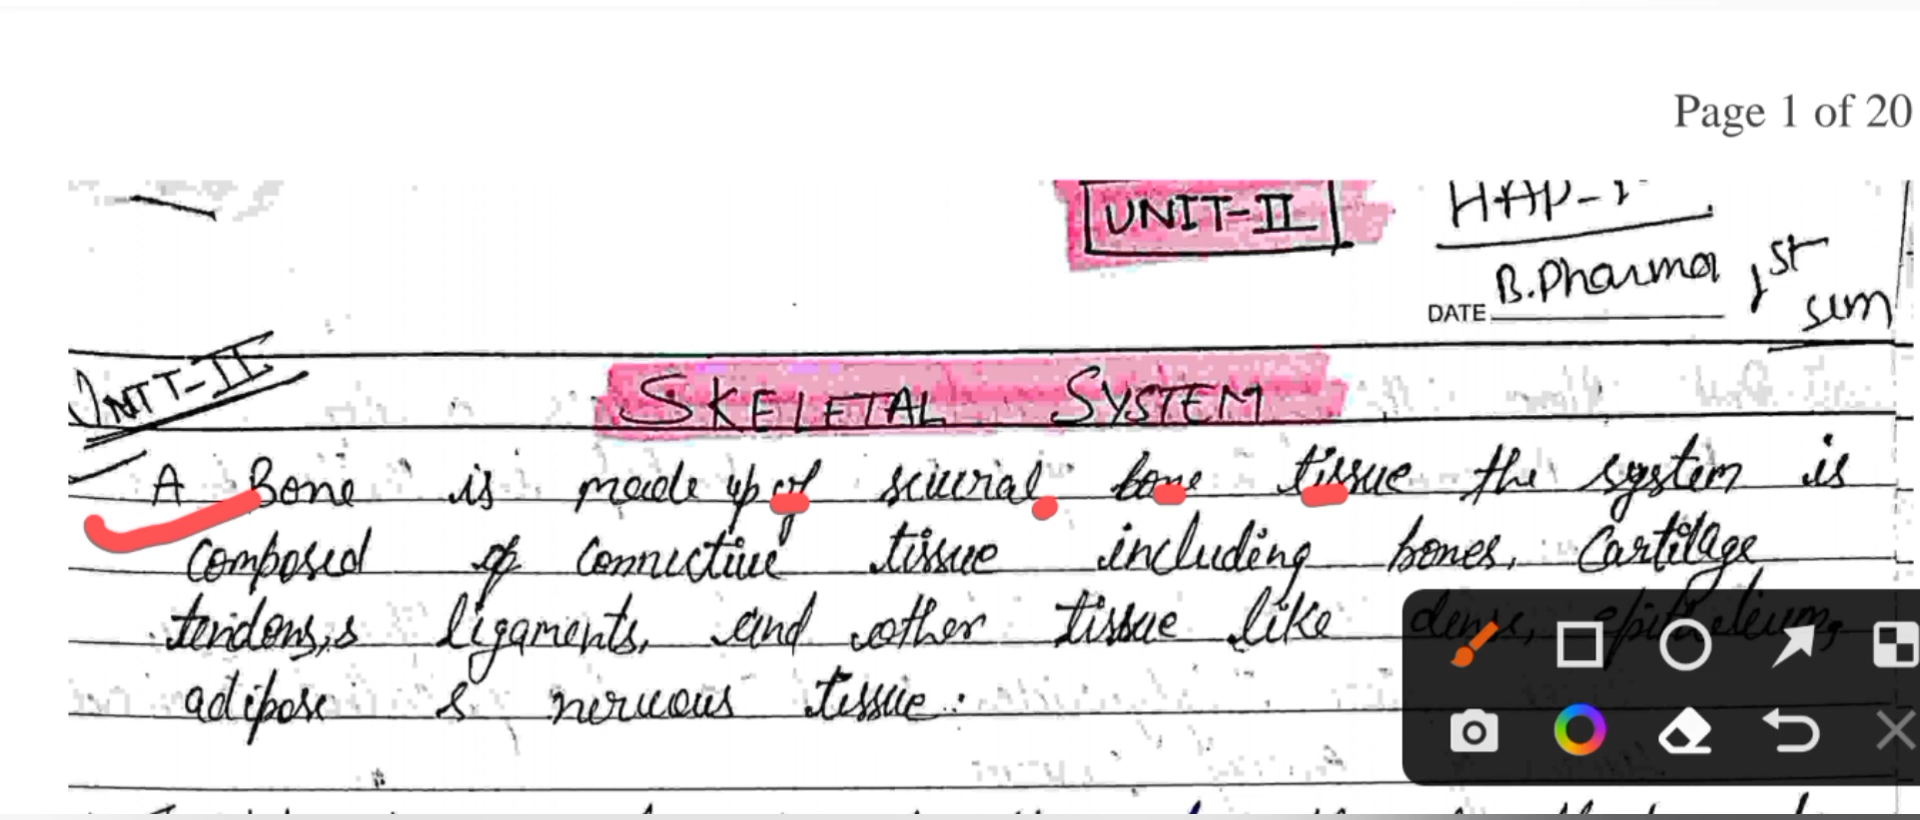 Page 1 of 20
UNIT-II
HAP-I
B.Pharma 1st
DATE
sem
UNIT-II
SKELETAL SYSTEM
A Bone is made up of sciurial bone tissue the system is
composed of connective tissue including bones, Cartilage
tendons,s ligaments, and other tissue like dense, epithelium,
adipose & nervous tissue.